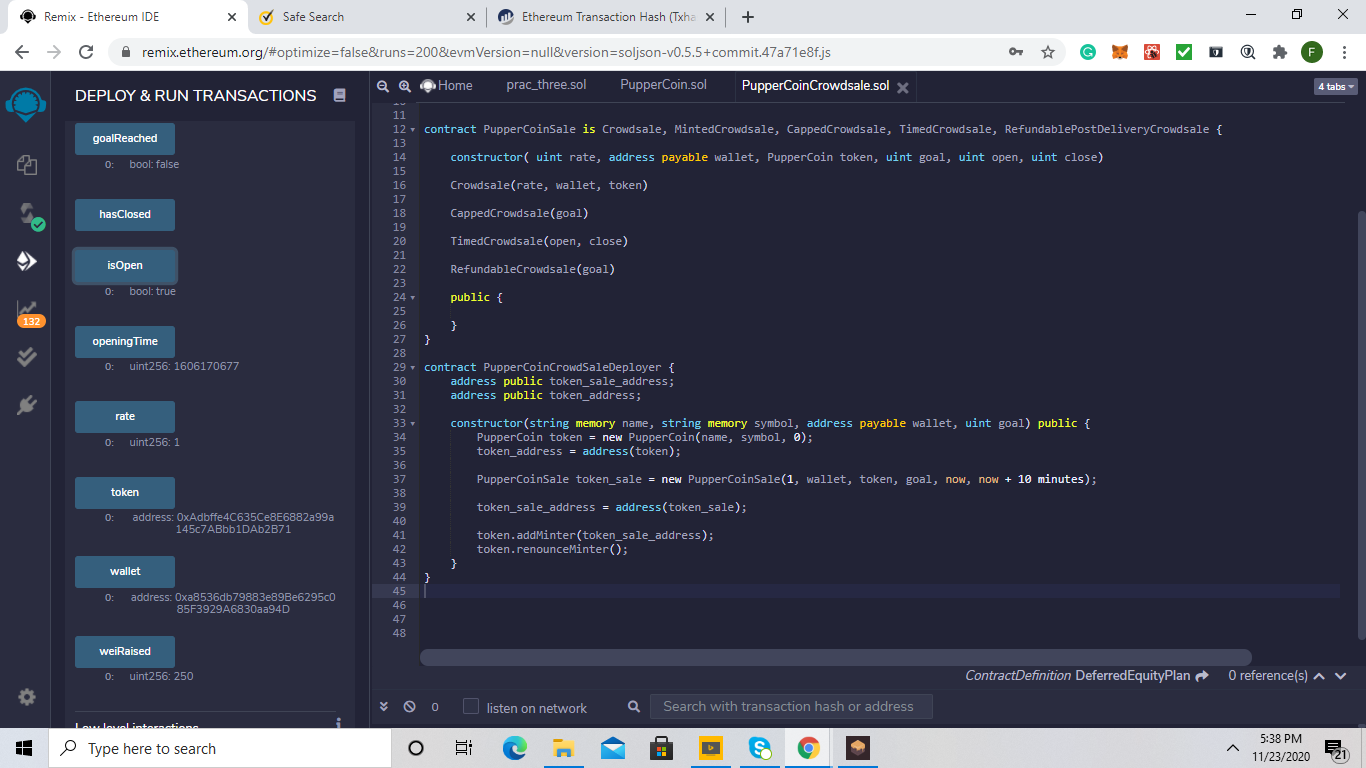 Remix - Ethereum IDE
Safe Search
Ethereum Transaction Hash (Txha
remix.ethereum.org/#optimize=false&runs=200&evmVersion=null&version=soljson-v0.5.5+commit.47a71e8f.js
F
DEPLOY & RUN TRANSACTIONS
Home
prac_three.sol
PupperCoin.sol
PupperCoinCrowdsale.sol
4 tabs
132
goalReached
0: bool: false
hasClosed
isOpen
0: bool: true
openingTime
0: uint256: 1606170677
rate
0: uint256: 1
token
0: address: 0xAdbffe4C635Ce8E6882a99a
145c7ABbb1DAb2B71
wallet
0: address: 0xa8536db79883e89Be6295c0
85F3929A6830aa94D
weiRaised
0: uint256: 250
Low level interactions
10
11
12 contract PupperCoinSale is Crowdsale, MintedCrowdsale, CappedCrowdsale, TimedCrowdsale, RefundablePostDeliveryCrowdsale {
13
14 constructor( uint rate, address payable wallet, PupperCoin token, uint goal, uint open, uint close)
15
16 Crowdsale(rate, wallet, token)
17
18 CappedCrowdsale(goal)
19
20 TimedCrowdsale(open, close)
21
22 RefundableCrowdsale(goal)
23
24 public {
25
26 }
27 }
28
29 contract PupperCoinCrowdSaleDeployer {
30 address public token_sale_address;
31 address public token_address;
32
33 constructor(string memory name, string memory symbol, address payable wallet, uint goal) public {
34 PupperCoin token = new PupperCoin(name, symbol, 0);
35 token_address = address(token);
36
37 PupperCoinSale token_sale = new PupperCoinSale(1, wallet, token, goal, now, now + 10 minutes);
38
39 token_sale_address = address(token_sale);
40
41 token.addMinter(token_sale_address);
42 token.renounceMinter();
43 }
44 }
45
46
47
48
ContractDefinition DeferredEquityPlan
0 reference(s)
0
listen on network
Search with transaction hash or address
Type here to search
5:38 PM
11/23/2020
21